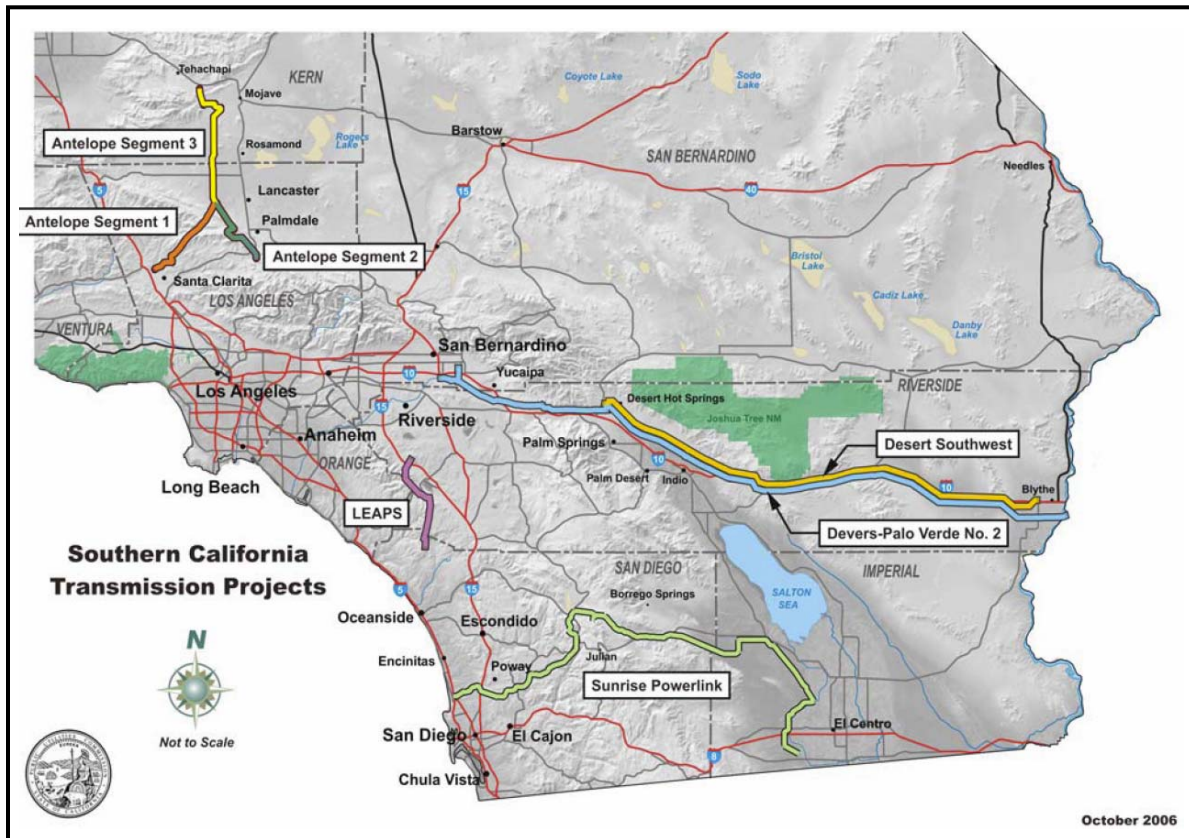 Tehachapi
KERN
Mojave
Coyote Lake
Sodo
Lake
Antelope Segment 3
Rosamond
Rogers
Lake
Barstow
SAN BERNARDINO
Needles
5
15
40
Lancaster
Antelope Segment 1
Palmdale
Antelope Segment 2
Bristol
Lake
Santa Clarita
LOS ANGELES
Cadiz Lake
Danby
Lake
VENTURA
San Bernardino
10
Yucaipa
RIVERSIDE
Los Angeles
15
Riverside
Desert Hot Springs
Joshua Tree NM
Anaheim
ORANGE
Palm Springs
10
Desert Southwest
Long Beach
Palm Desert
Indio
10
Blythe
LEAPS
Devers-Palo Verde No. 2
Southern California
Transmission Projects
SAN DIEGO
IMPERIAL
5
15
Borrego Springs
SALTON
SEA
Oceanside
Escondido
N
Encinitas
Poway
Julian
Sunrise Powerlink
Not to Scale
San Diego
El Cajon
El Centro
8
Chula Vista
October 2006